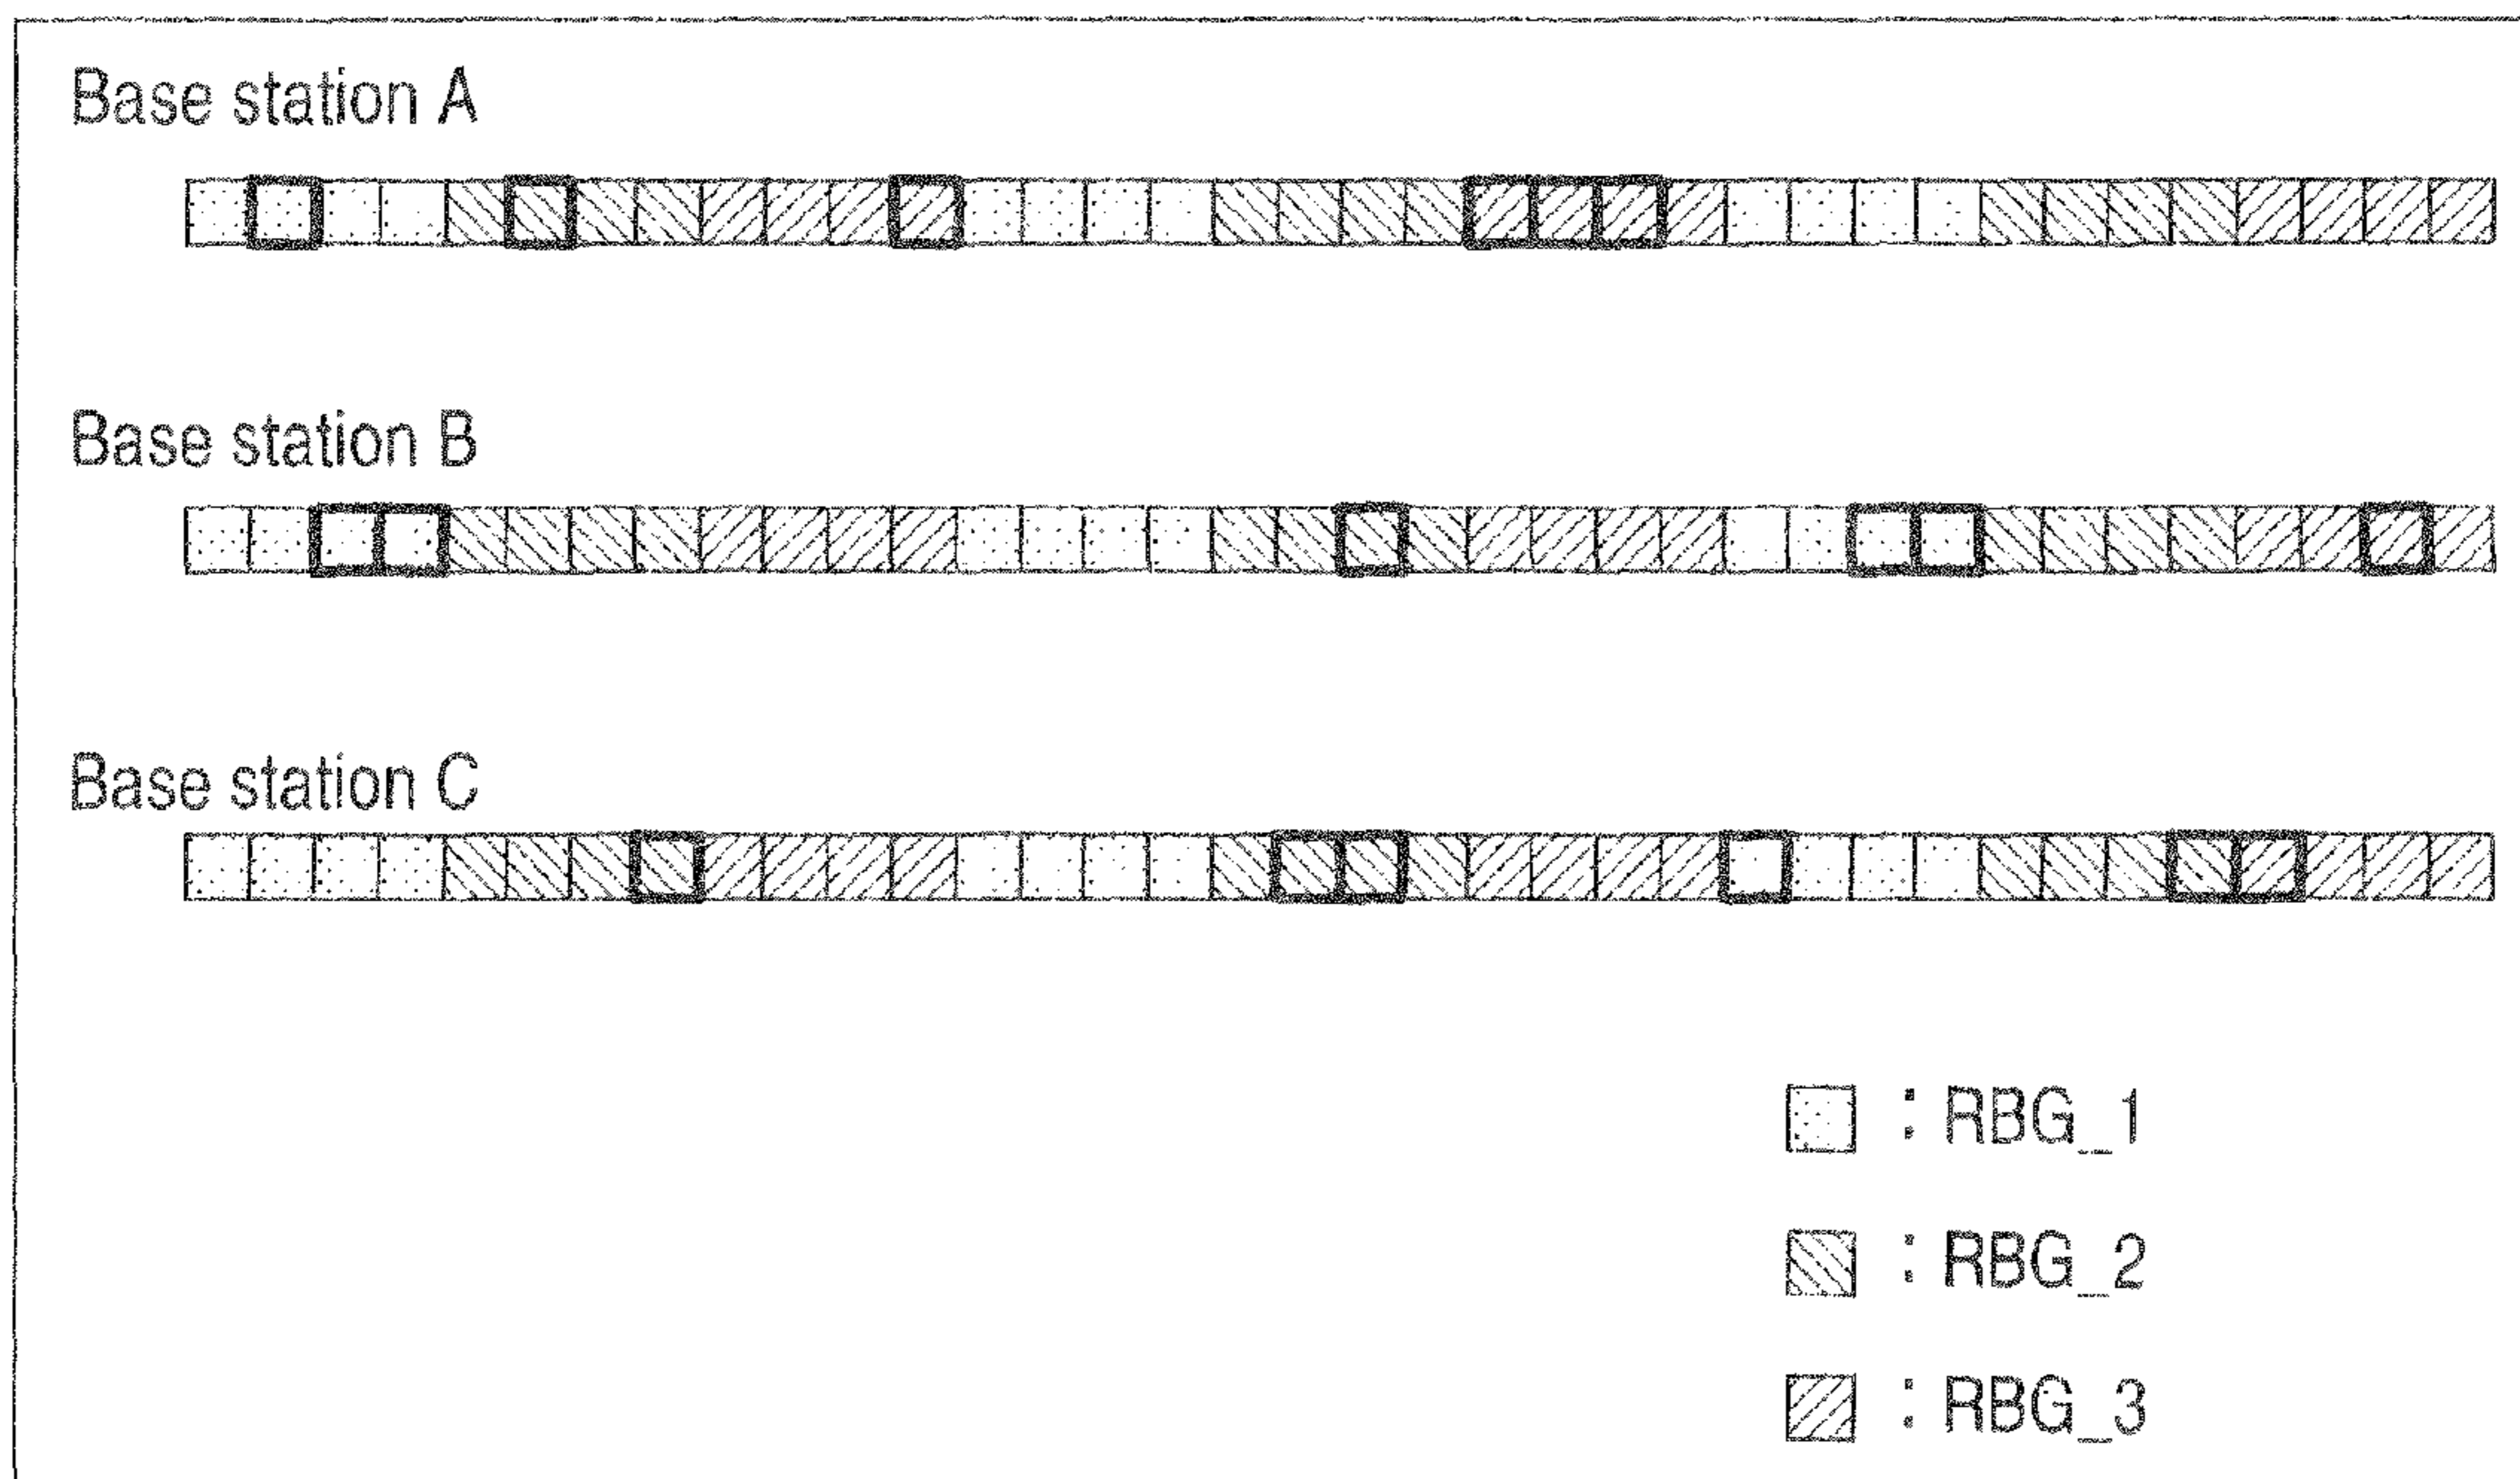 Base station A
Base station B
Base station C
: RBG_1
: RBG_2
: RBG_3